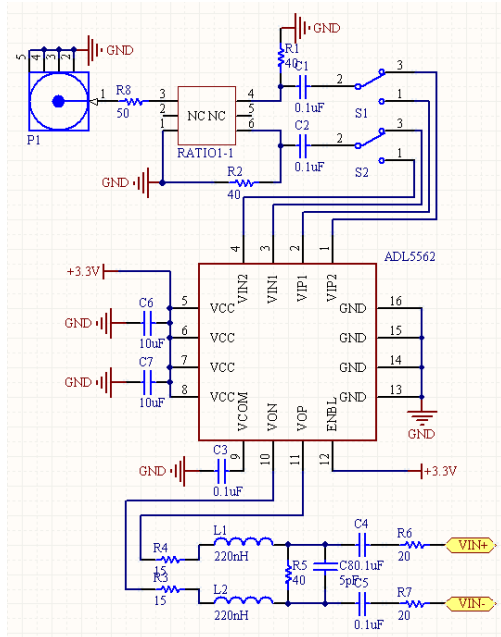 GND
R1
40
C1
0.1uF
5
4
3
2
1
P1
R8
50
3
2
1
NC NC
4
5
6
RATIO1-1
2
3
1
S1
C2
0.1uF
2
3
1
S2
GND
R2
40
ADL5562
4
3
2
1
VIN2
VIN1
VIP1
VIP2
+3.3V
5
VCC
GND
16
C6
GND
10uF
6
VCC
GND
15
C7
GND
10uF
7
VCC
GND
14
8
VCC
GND
13
VCOM
VON
VOP
ENBL
GND
9
10
11
12
C3
GND
0.1uF
+3.3V
L1
220nH
R4
15
R3
15
L2
220nH
R5
40
C8
5pF
C4
0.1uF
R6
20
VIN+
C5
0.1uF
R7
20
VIN-